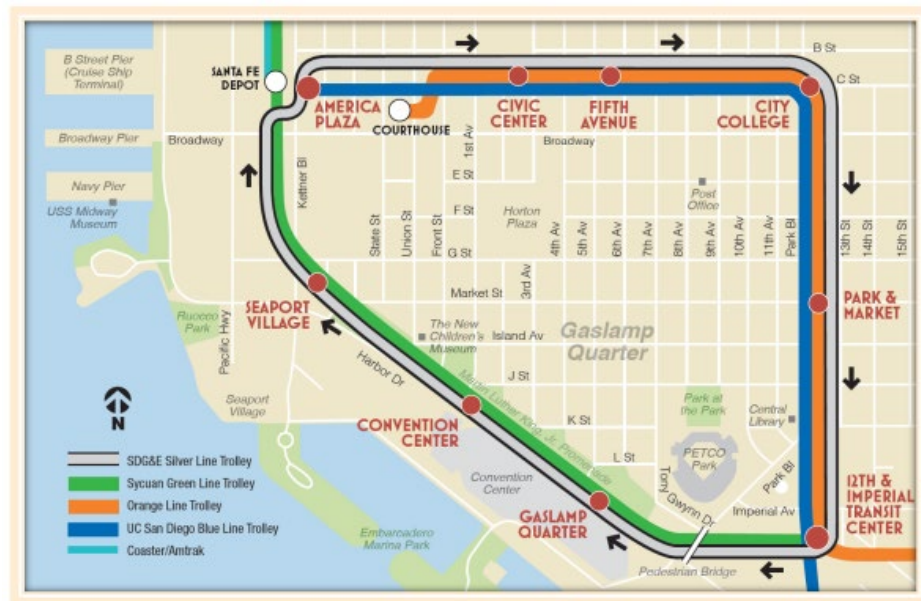 B Street Pier
(Cruise Ship
Terminal)
SANTA FE
DEPOT
B St
C St
AMERICA
PLAZA
COURTHOUSE
CIVIC
CENTER
FIFTH
AVENUE
CITY
COLLEGE
Broadway Pier
Broadway
Kettner Bl
1st Av
Broadway
Navy Pier
USS Midway
Museum
E St
Post
Office
F St
Horton
Plaza
State St
Union St
Front St
G St
3rd Av
4th Av
5th Av
6th Av
7th Av
8th Av
9th Av
10th Av
11th Av
Park Bl
13th St
14th St
15th St
SEAPORT
VILLAGE
Market St
PARK &
MARKET
Ruocco
Park
Pacific Hwy
The New
Children's
Museum
Island Av
Gaslamp
Quarter
Harbor Dr
J St
Martin Luther King, Jr. Promenade
N
Seaport
Village
CONVENTION
CENTER
K St
Park at
the Park
Central
Library
L St
PETCO
Park
Park Bl
SDG&E Silver Line Trolley
Sycuan Green Line Trolley
Orange Line Trolley
UC San Diego Blue Line Trolley
Coaster/Amtrak
Convention
Center
Tony Gwynn Dr
Imperial Av
12TH &
IMPERIAL
TRANSIT
CENTER
GASLAMP
QUARTER
Embarcadero
Marina Park
Pedestrian Bridge